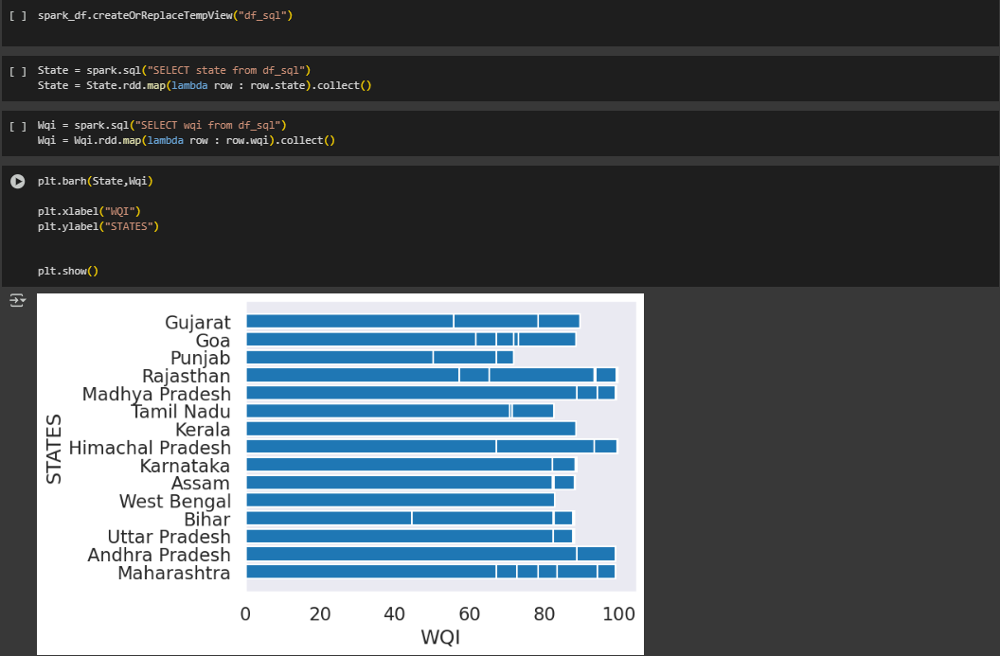 [ ] spark_df.createOrReplaceTempView("df_sql")
[ ] State = spark.sql("SELECT state from df_sql")
State = State.rdd.map(lambda row : row.state).collect()
[ ] Wqi = spark.sql("SELECT wqi from df_sql")
Wqi = Wqi.rdd.map(lambda row : row.wqi).collect()
plt.barh(State,Wqi)
plt.xlabel("WQI")
plt.ylabel("STATES")
plt.show()
STATES
Gujarat
Goa
Punjab
Rajasthan
Madhya Pradesh
Tamil Nadu
Kerala
Himachal Pradesh
Karnataka
Assam
West Bengal
Bihar
Uttar Pradesh
Andhra Pradesh
Maharashtra
0 20 40 60 80 100
WQI